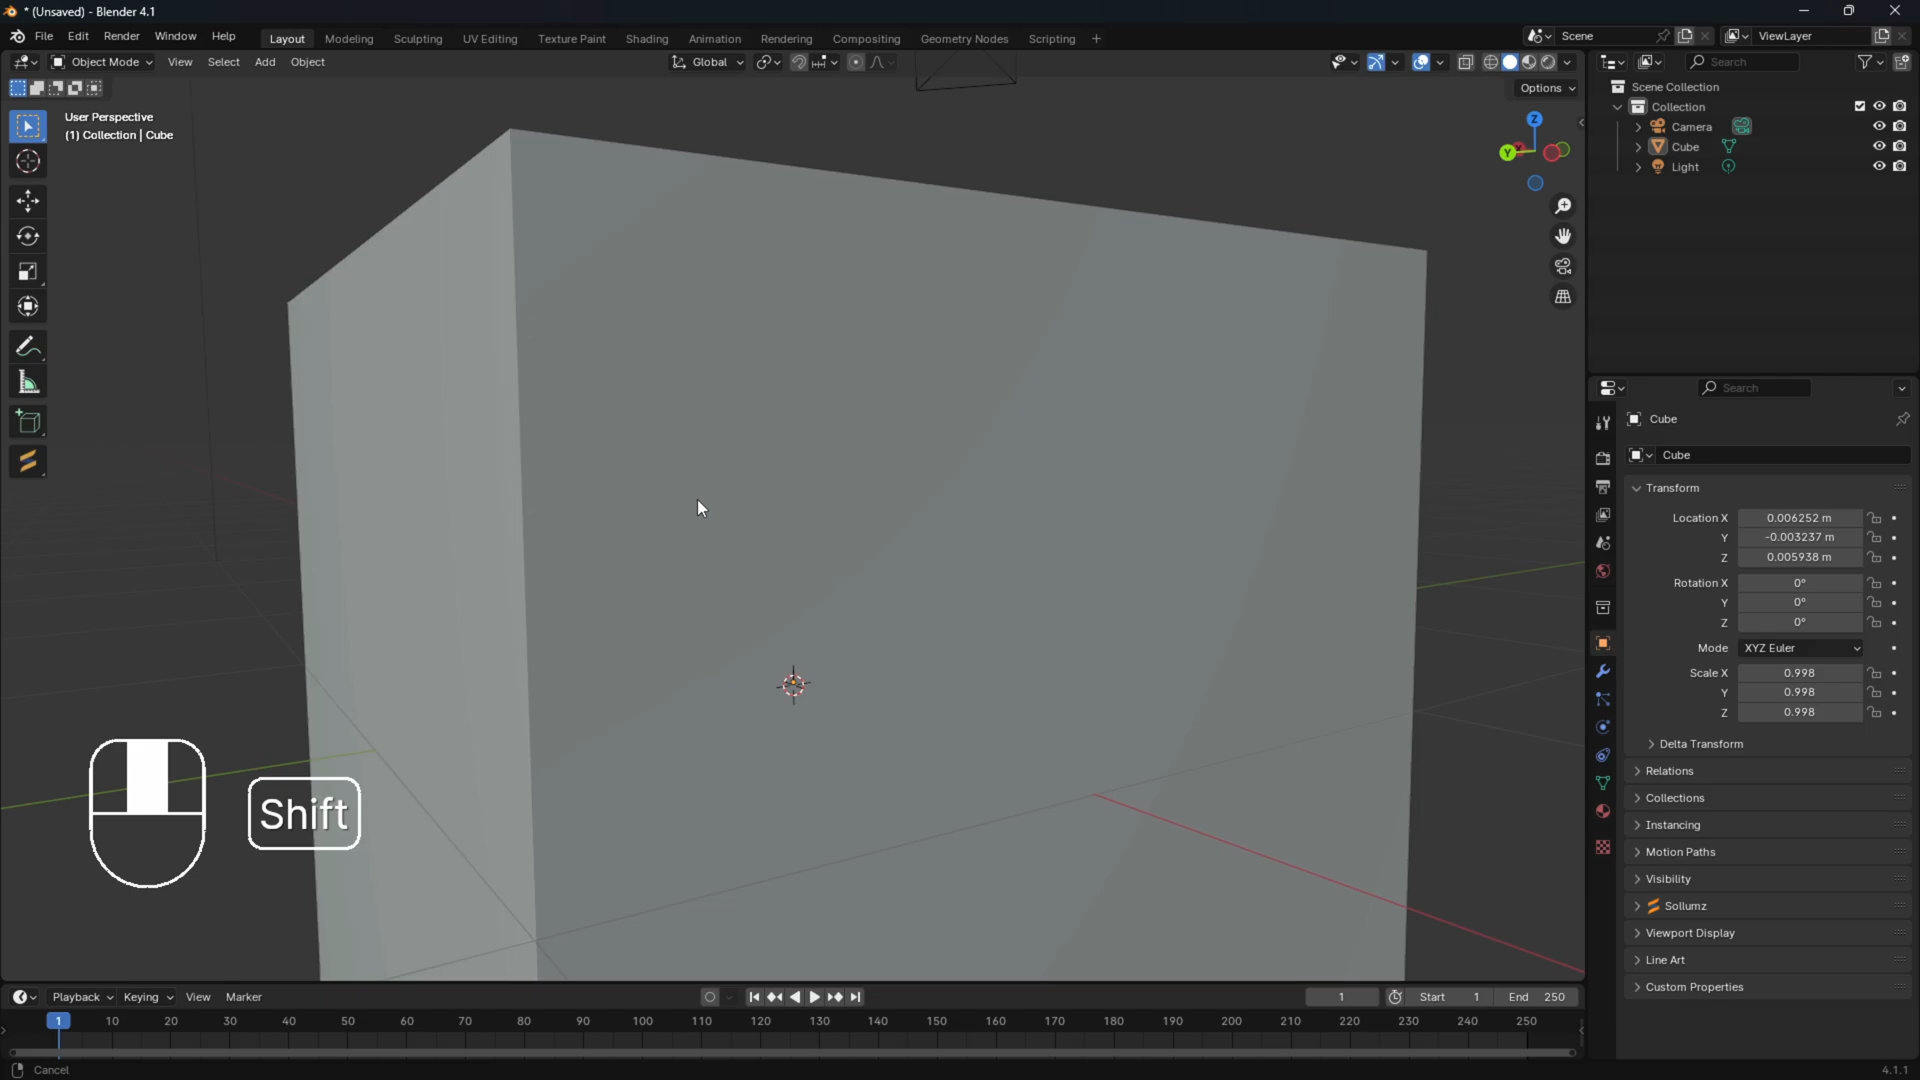 * (Unsaved) - Blender 4.1
File Edit Render Window Help Layout Modeling Sculpting UV Editing Texture Paint Shading Animation Rendering Compositing Geometry Nodes Scripting + Scene ViewLayer
Object Mode View Select Add Object Global Search
Options
User Perspective
(1) Collection | Cube
Z
Y
Scene Collection
Collection
Camera
Cube
Light
Search
Cube
Cube
Transform
Location X 0.006252 m
Y -0.003237 m
Z 0.005938 m
Rotation X 0°
Y 0°
Z 0°
Mode XYZ Euler
Scale X 0.998
Y 0.998
Z 0.998
Delta Transform
Relations
Collections
Instancing
Motion Paths
Visibility
Sollumz
Viewport Display
Line Art
Custom Properties
Shift
Playback Keying View Marker 1 Start 1 End 250
1 10 20 30 40 50 60 70 80 90 100 110 120 130 140 150 160 170 180 190 200 210 220 230 240 250
Cancel 4.1.1